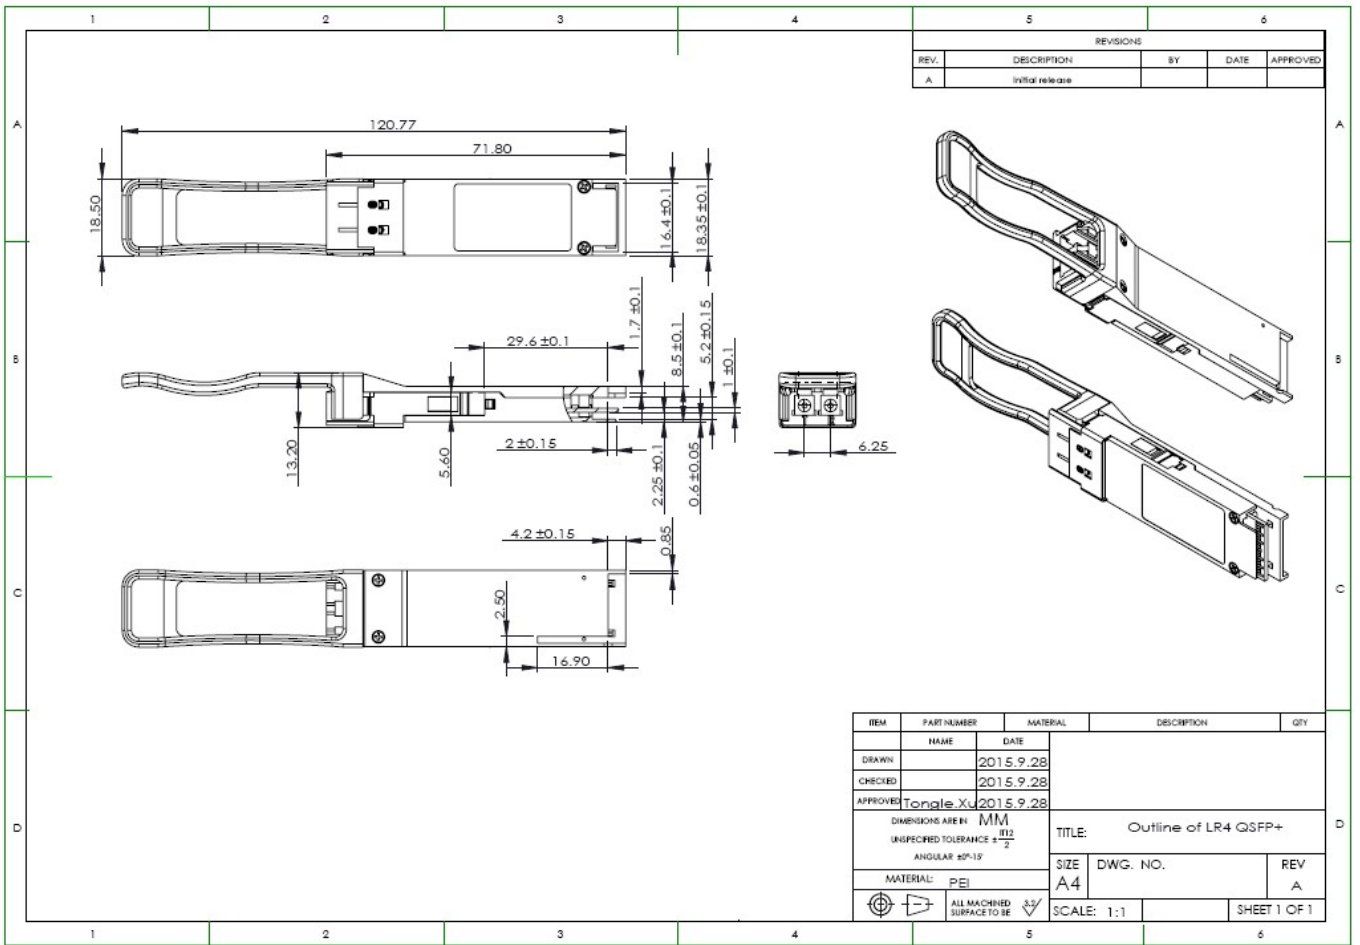 1 2 3 4 5 6
REVISIONS
REV. DESCRIPTION BY DATE APPROVED
A Initial release
A A
120.77
71.80
18.50
16.4 ±0.1
18.35 ±0.1
B B
29.6 ±0.1
1.7 ±0.1
8.5 ±0.1
5.2 ±0.15
1 ±0.1
13.20
5.60
2 ±0.15
2.25 ±0.1
0.6 ±0.05
6.25
C C
4.2 ±0.15
0.85
2.50
16.90
ITEM PART NUMBER MATERIAL DESCRIPTION QTY
NAME DATE
DRAWN 2015.9.28
CHECKED 2015.9.28
APPROVED Tongle.Xu 2015.9.28
D D
DIMENSIONS ARE IN MM
UNSPECIFIED TOLERANCE ± IT12/2
ANGULAR ±0°-15'
MATERIAL: PEI
ALL MACHINED
SURFACE TO BE 3.2/
TITLE: Outline of LR4 QSFP+
SIZE DWG. NO. REV
A4 A
SCALE: 1:1 SHEET 1 OF 1
1 2 3 4 5 6